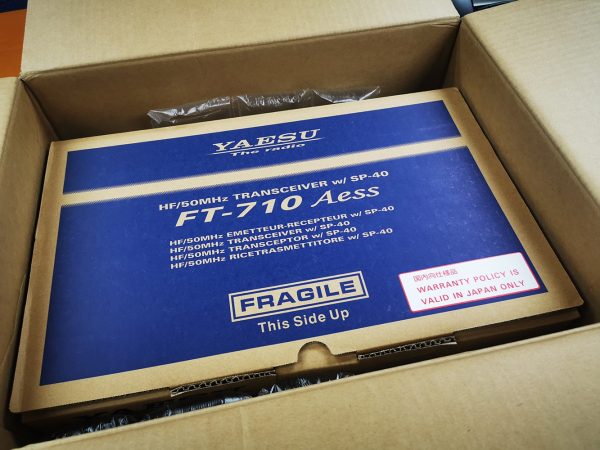 YAESU
The radio
HF/50MHz TRANSCEIVER w/ SP-40
FT-710 Aess
HF/50MHz EMETTEUR-RECEPTEUR w/ SP-40
HF/50MHz TRANSCEIVER w/ SP-40
HF/50MHz TRANSCEPTOR w/ SP-40
HF/50MHz RICETRASMETTITORE w/ SP-40
FRAGILE
This Side Up
国内向仕様品
WARRANTY POLICY IS
VALID IN JAPAN ONLY